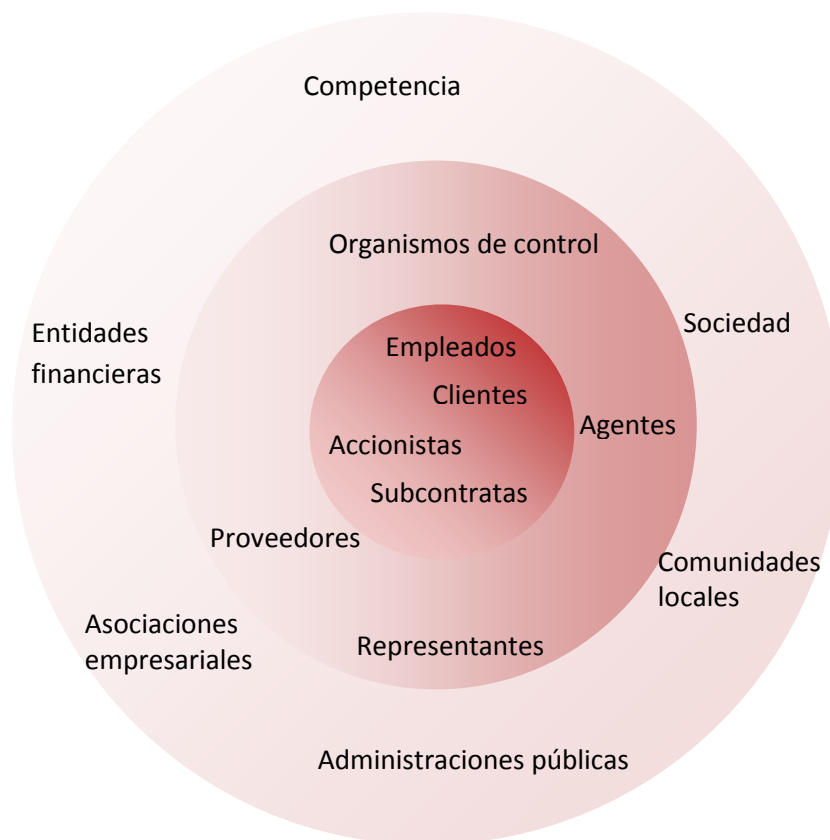 Competencia
Organismos de control
Sociedad
Entidades
financieras
Empleados
Clientes
Agentes
Accionistas
Subcontratas
Proveedores
Comunidades
locales
Asociaciones
empresariales
Representantes
Administraciones públicas